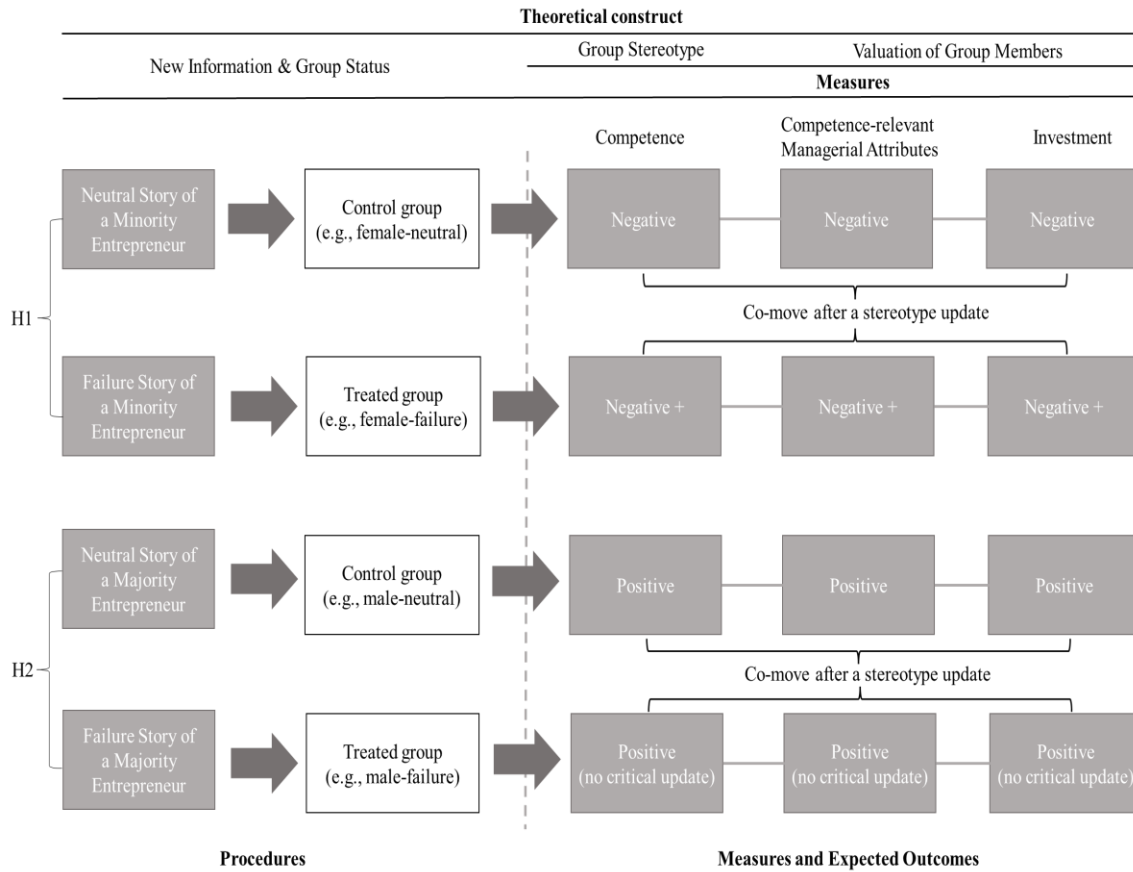 Theoretical construct
New Information & Group Status
Group Stereotype
Valuation of Group Members
Measures
Competence
Competence-relevant
Managerial Attributes
Investment
H1
Neutral Story of
a Minority
Entrepreneur
Control group
(e.g., female-neutral)
Negative
Negative
Negative
Co-move after a stereotype update
Failure Story of
a Minority
Entrepreneur
Treated group
(e.g., female-failure)
Negative +
Negative +
Negative +
H2
Neutral Story of
a Majority
Entrepreneur
Control group
(e.g., male-neutral)
Positive
Positive
Positive
Co-move after a stereotype update
Failure Story of
a Majority
Entrepreneur
Treated group
(e.g., male-failure)
Positive
(no critical update)
Positive
(no critical update)
Positive
(no critical update)
Procedures
Measures and Expected Outcomes